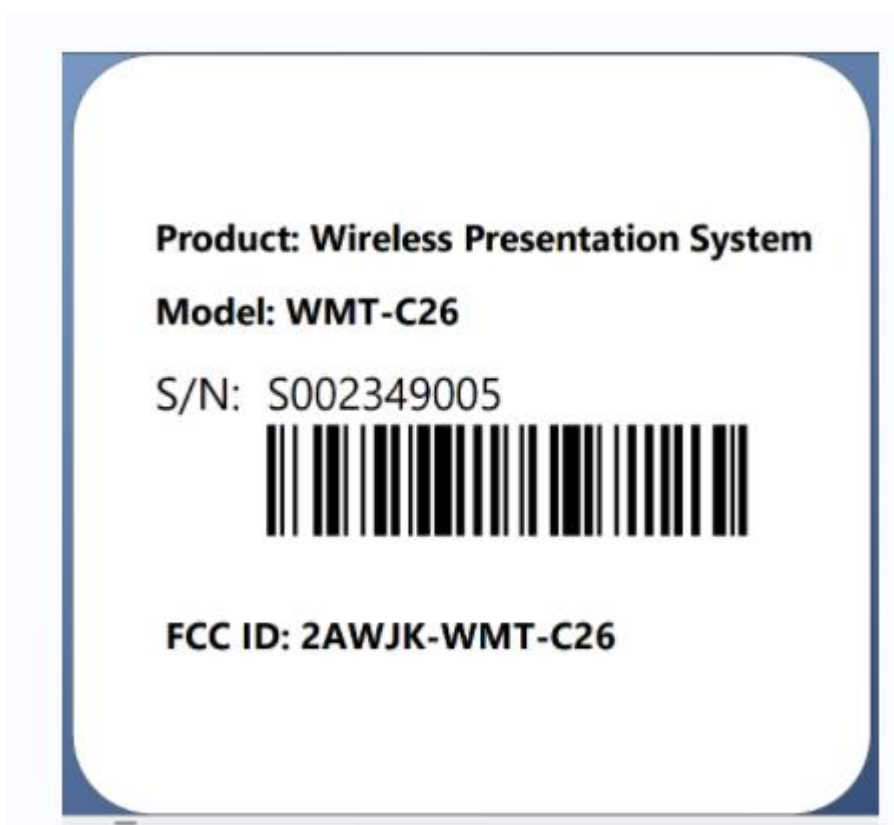 Product: Wireless Presentation System
Model: WMT-C26
S/N: S002349005
FCC ID: 2AWJK-WMT-C26